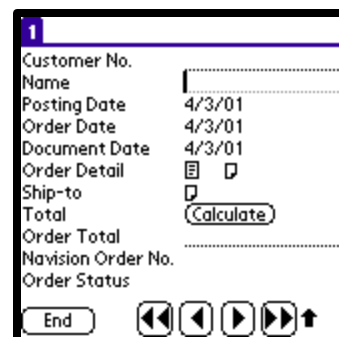 1
Customer No.
Name
Posting Date 4/3/01
Order Date 4/3/01
Document Date 4/3/01
Order Detail
Ship-to
Total Calculate
Order Total
Navision Order No.
Order Status
End